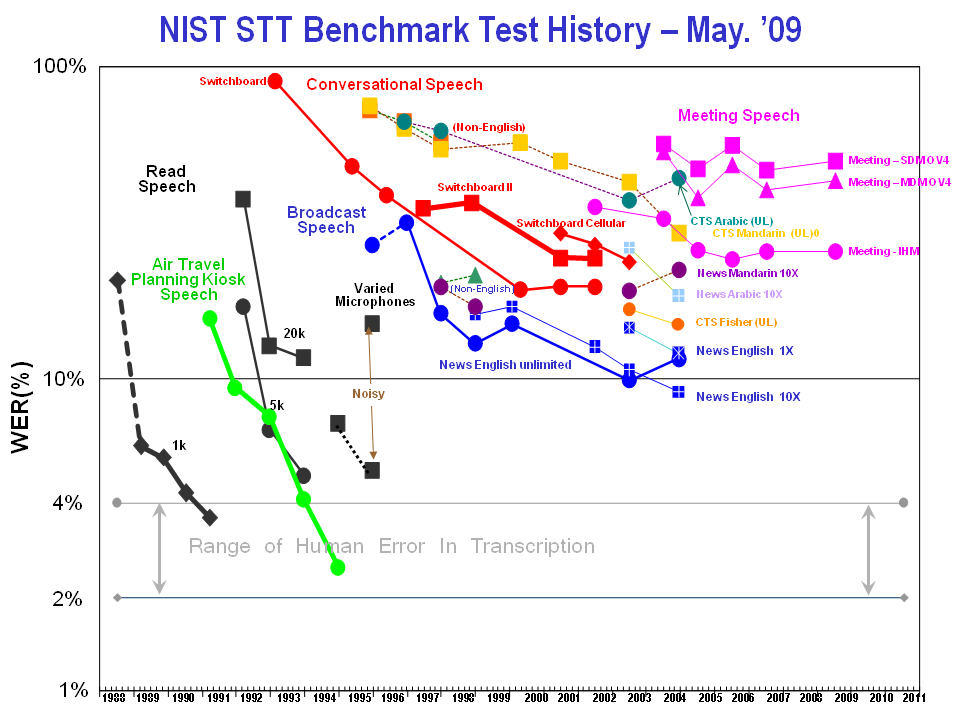 NIST STT Benchmark Test History – May. ’09
100%
Switchboard
Conversational Speech
(Non-English)
Meeting Speech
Meeting – SDM OV4
Meeting – MDM OV4
Read
Speech
Switchboard II
Broadcast
Speech
Switchboard Cellular
CTS Arabic (UL)
CTS Mandarin (UL)0
Meeting - IHM
Air Travel
Planning Kiosk
Speech
Varied
Microphones
(Non-English)
News Mandarin 10X
News Arabic 10X
CTS Fisher (UL)
20k
News English unlimited
News English 1X
10%
Noisy
News English 10X
5k
1k
WER(%)
4%
Range of Human Error In Transcription
2%
1%
1988 1989 1990 1991 1992 1993 1994 1995 1996 1997 1998 1999 2000 2001 2002 2003 2004 2005 2006 2007 2008 2009 2010 2011